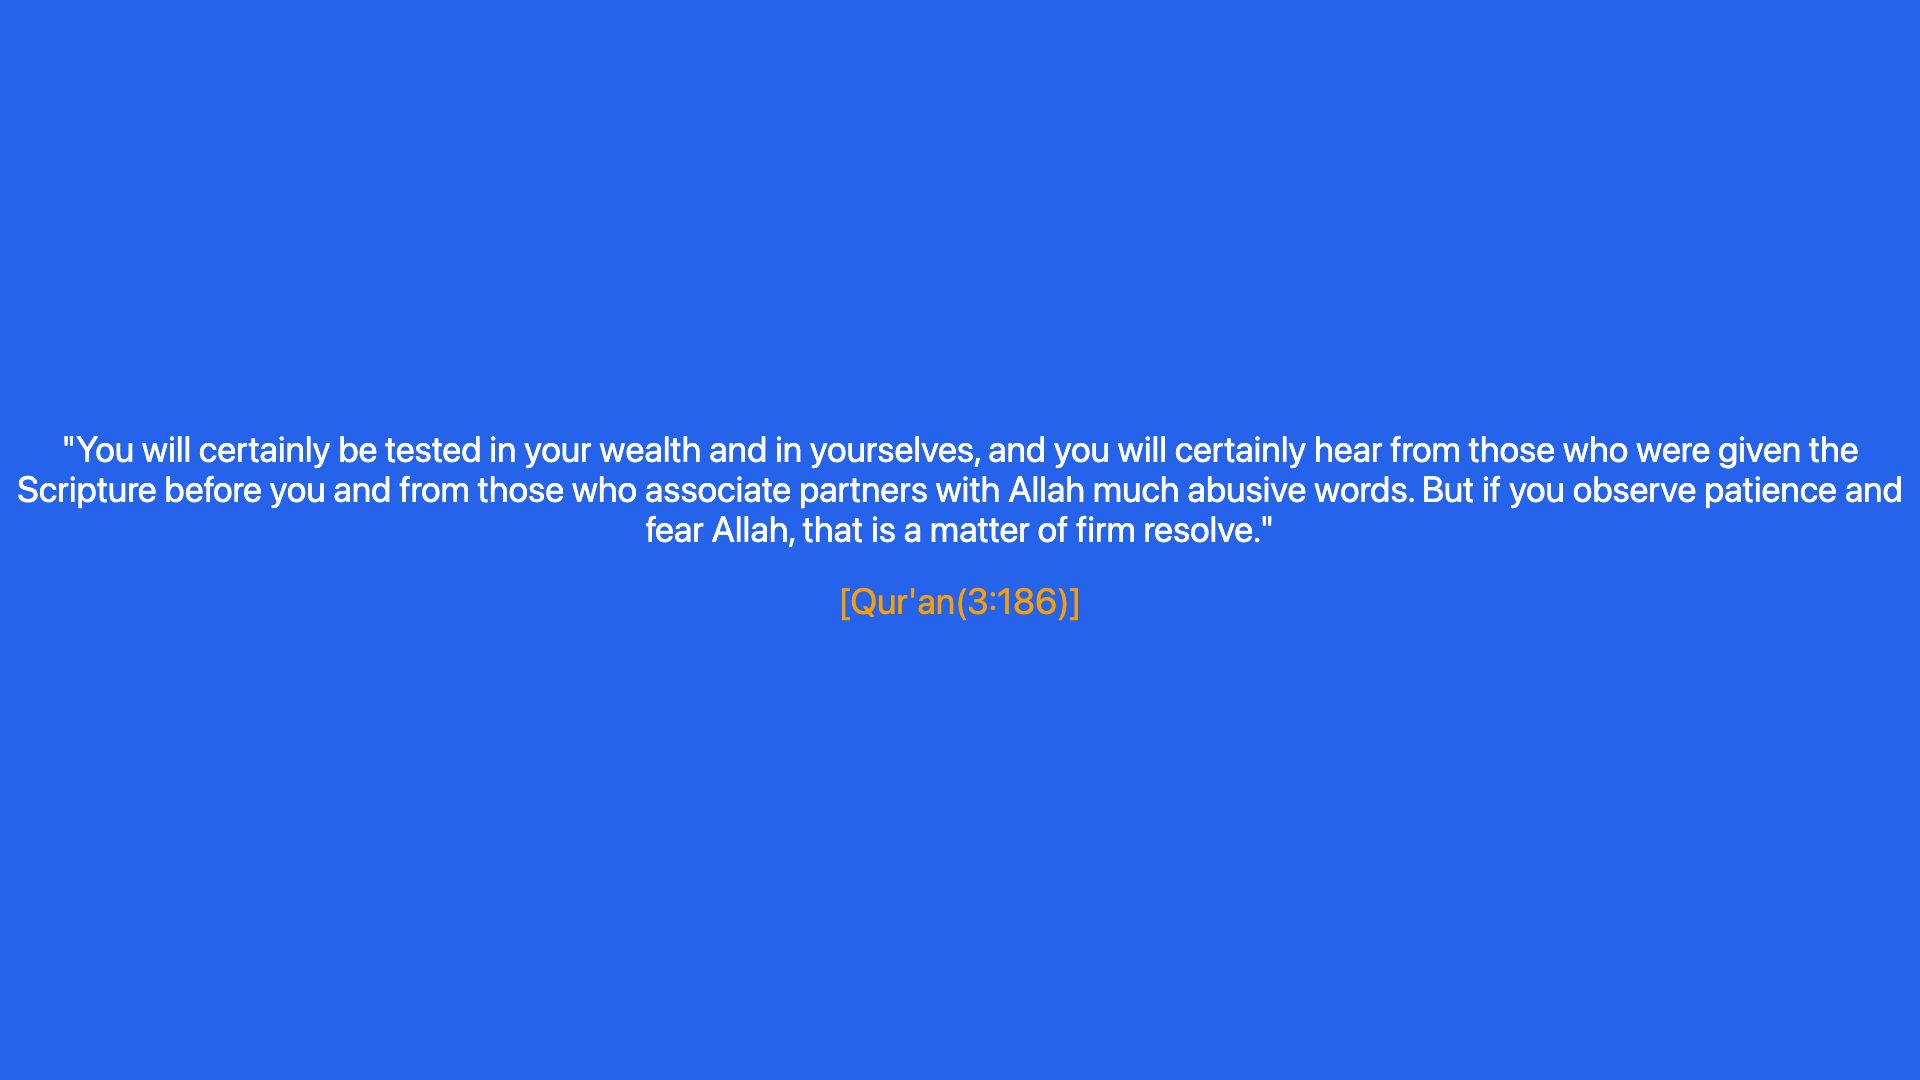 "You will certainly be tested in your wealth and in yourselves, and you will certainly hear from those who were given the
Scripture before you and from those who associate partners with Allah much abusive words. But if you observe patience and
fear Allah, that is a matter of firm resolve."
[Qur'an(3:186)]